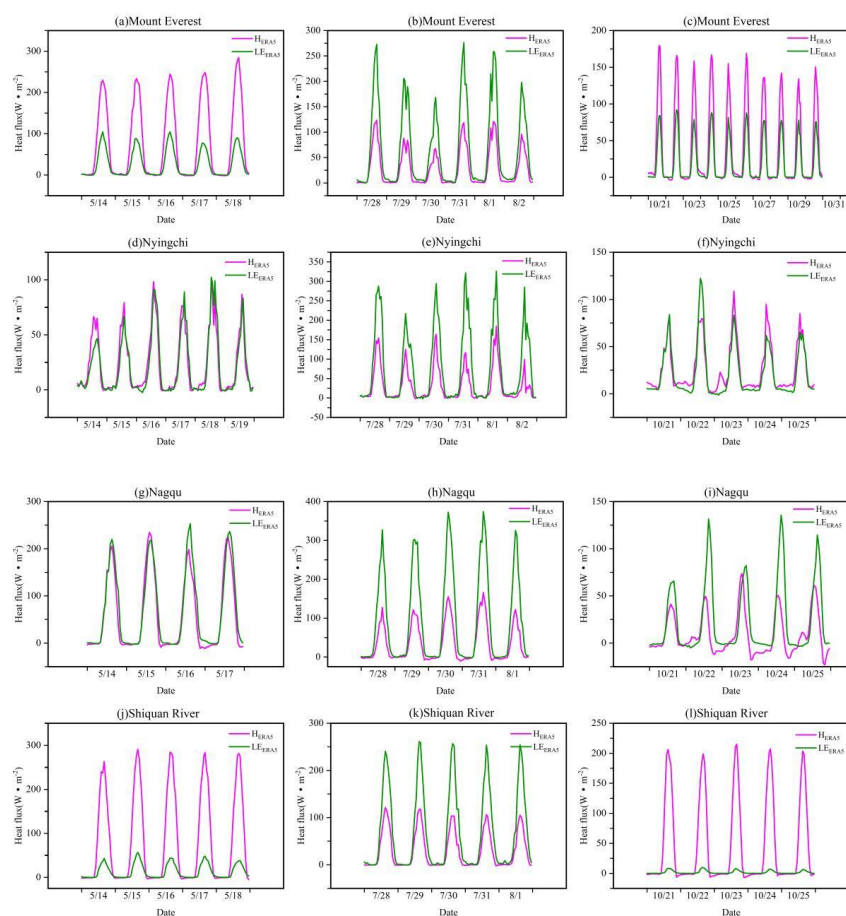 (a)Mount Everest
H_ERA5
LE_ERA5
Heat flux(W • m⁻²)
300
200
100
0
5/14 5/15 5/16 5/17 5/18
Date
(b)Mount Everest
H_ERA5
LE_ERA5
Heat flux(W • m⁻²)
300
250
200
150
100
50
0
7/28 7/29 7/30 7/31 8/1 8/2
Date
(c)Mount Everest
H_ERA5
LE_ERA5
Heat flux(W • m⁻²)
200
150
100
50
0
10/21 10/23 10/25 10/27 10/29 10/31
Date
(d)Nyingchi
H_ERA5
LE_ERA5
Heat flux(W • m⁻²)
100
50
0
5/14 5/15 5/16 5/17 5/18 5/19
Date
(e)Nyingchi
H_ERA5
LE_ERA5
Heat flux(W • m⁻²)
350
300
250
200
150
100
50
0
-50
7/28 7/29 7/30 7/31 8/1 8/2
Date
(f)Nyingchi
H_ERA5
LE_ERA5
Heat flux(W • m⁻²)
125
100
75
50
25
0
10/21 10/22 10/23 10/24 10/25
Date
(g)Nagqu
H_ERA5
LE_ERA5
Heat flux(W • m⁻²)
300
200
100
0
5/14 5/15 5/16 5/17
Date
(h)Nagqu
H_ERA5
LE_ERA5
Heat flux(W • m⁻²)
400
300
200
100
0
7/28 7/29 7/30 7/31 8/1
Date
(i)Nagqu
H_ERA5
LE_ERA5
Heat flux(W • m⁻²)
150
125
75
50
25
0
10/21 10/22 10/23 10/24 10/25
Date
(j)Shiquan River
H_ERA5
LE_ERA5
Heat flux(W • m⁻²)
300
200
100
0
5/14 5/15 5/16 5/17 5/18
Date
(k)Shiquan River
H_ERA5
LE_ERA5
Heat flux(W • m⁻²)
300
250
200
150
100
50
0
7/28 7/29 7/30 7/31 8/1
Date
(l)Shiquan River
H_ERA5
LE_ERA5
Heat flux(W • m⁻²)
250
200
150
100
50
0
10/21 10/22 10/23 10/24 10/25
Date